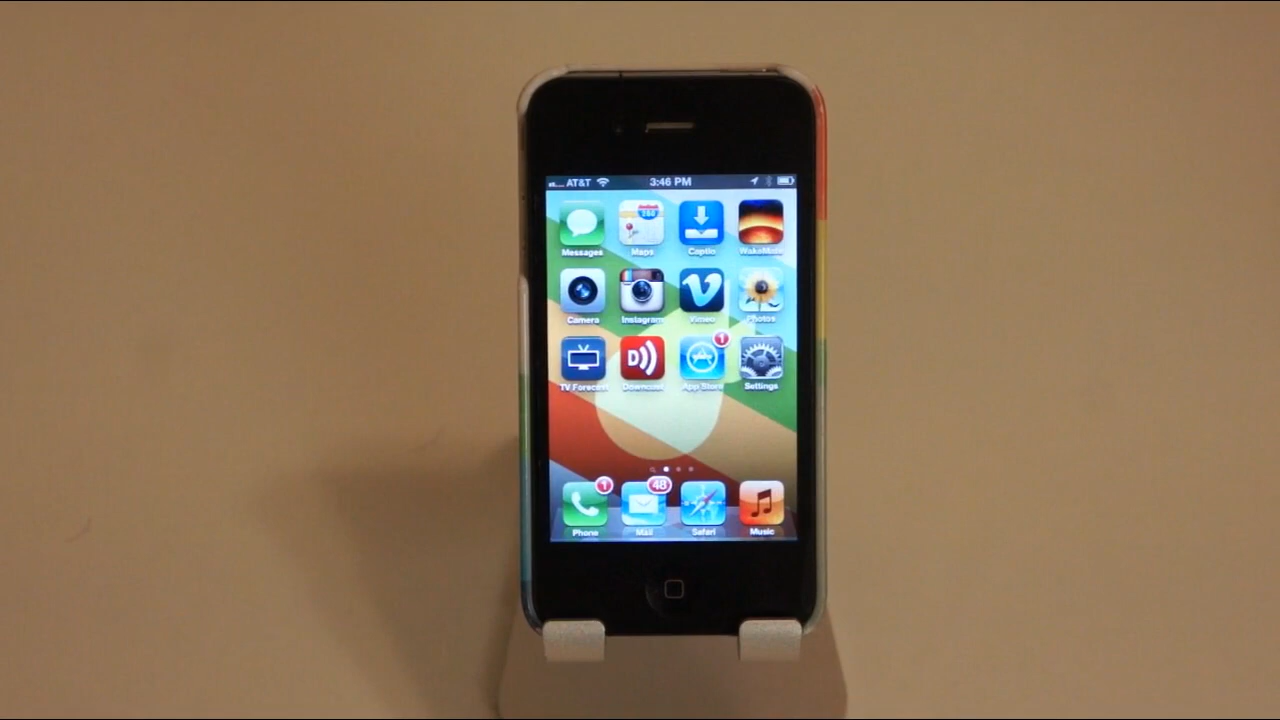 AT&T 3:46 PM
280
Messages Maps Captio WakeMate
Camera Instagram Vimeo Photos
1
D
TV Forecast Downcast App Store Settings
1 48
Phone Mail Safari Music